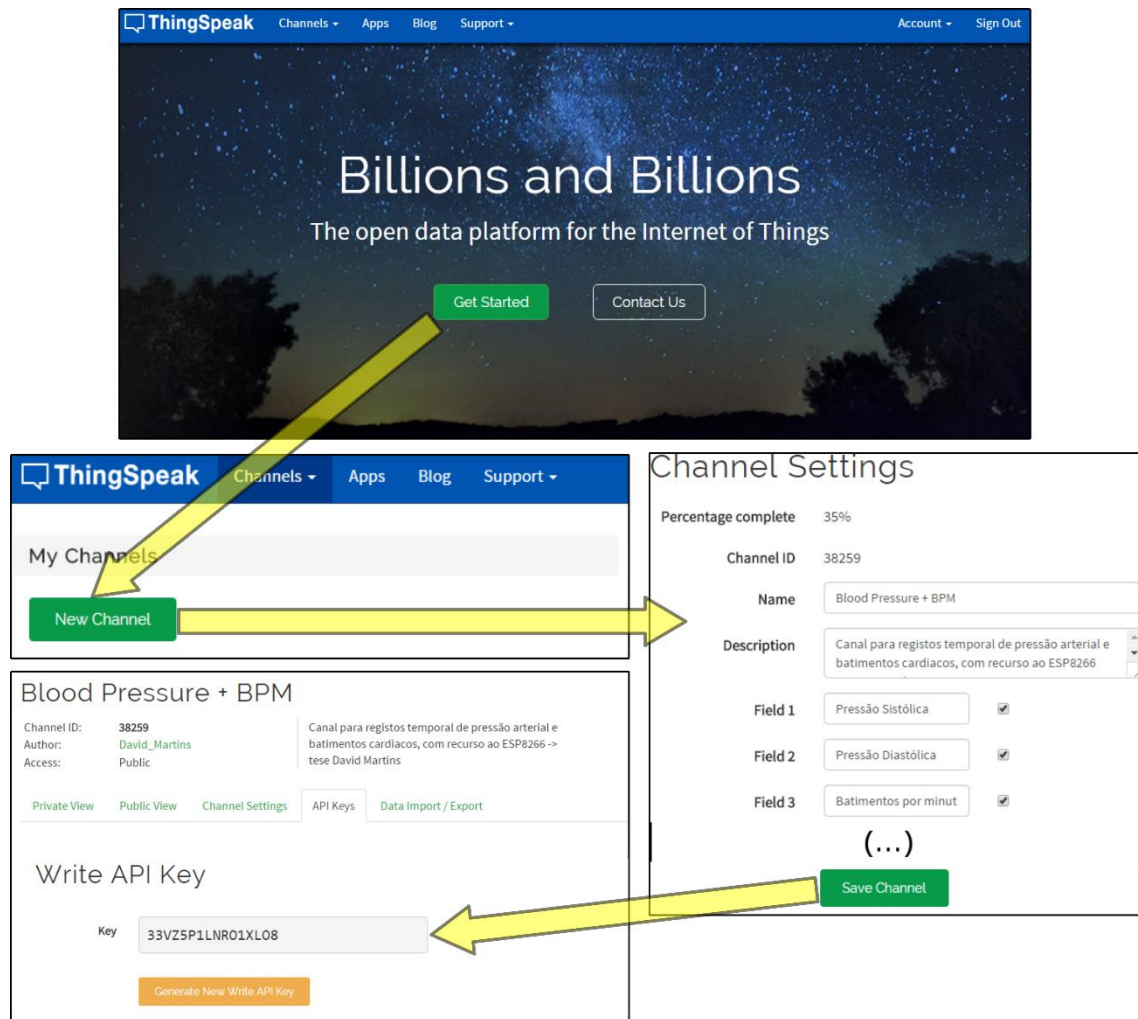 ThingSpeak Channels Apps Blog Support Account Sign Out
Billions and Billions
The open data platform for the Internet of Things
Get Started Contact Us
ThingSpeak Channels Apps Blog Support
My Channels
New Channel
Channel Settings
Percentage complete 35%
Channel ID 38259
Name Blood Pressure + BPM
Description Canal para registos temporal de pressão arterial e
batimentos cardiacos, com recurso ao ESP8266
Field 1 Pressão Sistólica
Field 2 Pressão Diastólica
Field 3 Batimentos por minut
(...)
Save Channel
Blood Pressure + BPM
Channel ID: 38259
Author: David_Martins
Access: Public
Canal para registos temporal de pressão arterial e
batimentos cardiacos, com recurso ao ESP8266 ->
tese David Martins
Private View Public View Channel Settings API Keys Data Import / Export
Write API Key
Key 33VZ5P1LNRO1XLO8
Generate New Write API Key